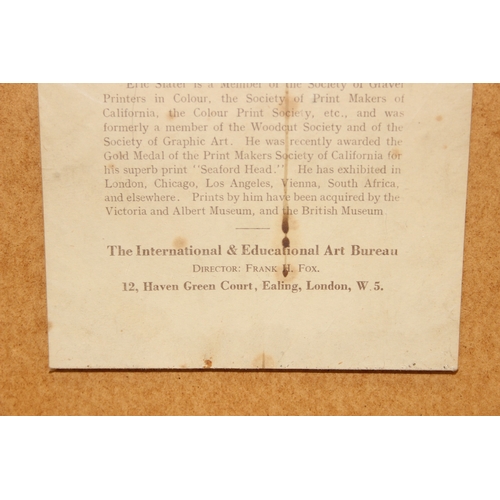 Eric Slater is a Member of the Society of Graver
Printers in Colour, the Society of Print Makers of
California, the Colour Print Society, etc., and was
formerly a member of the Woodcut Society and of
the Society of Graphic Art. He was recently awarded the
Gold Medal of the Print Makers Society of California for
his superb print "Seaford Head." He has exhibited in
London, Chicago, Los Angeles, Vienna, South Africa,
and elsewhere. Prints by him have been acquired by the
Victoria and Albert Museum, and the British Museum
The International & Educational Art Bureau
DIRECTOR: FRANK H. FOX.
12, Haven Green Court, Ealing, London, W.5.